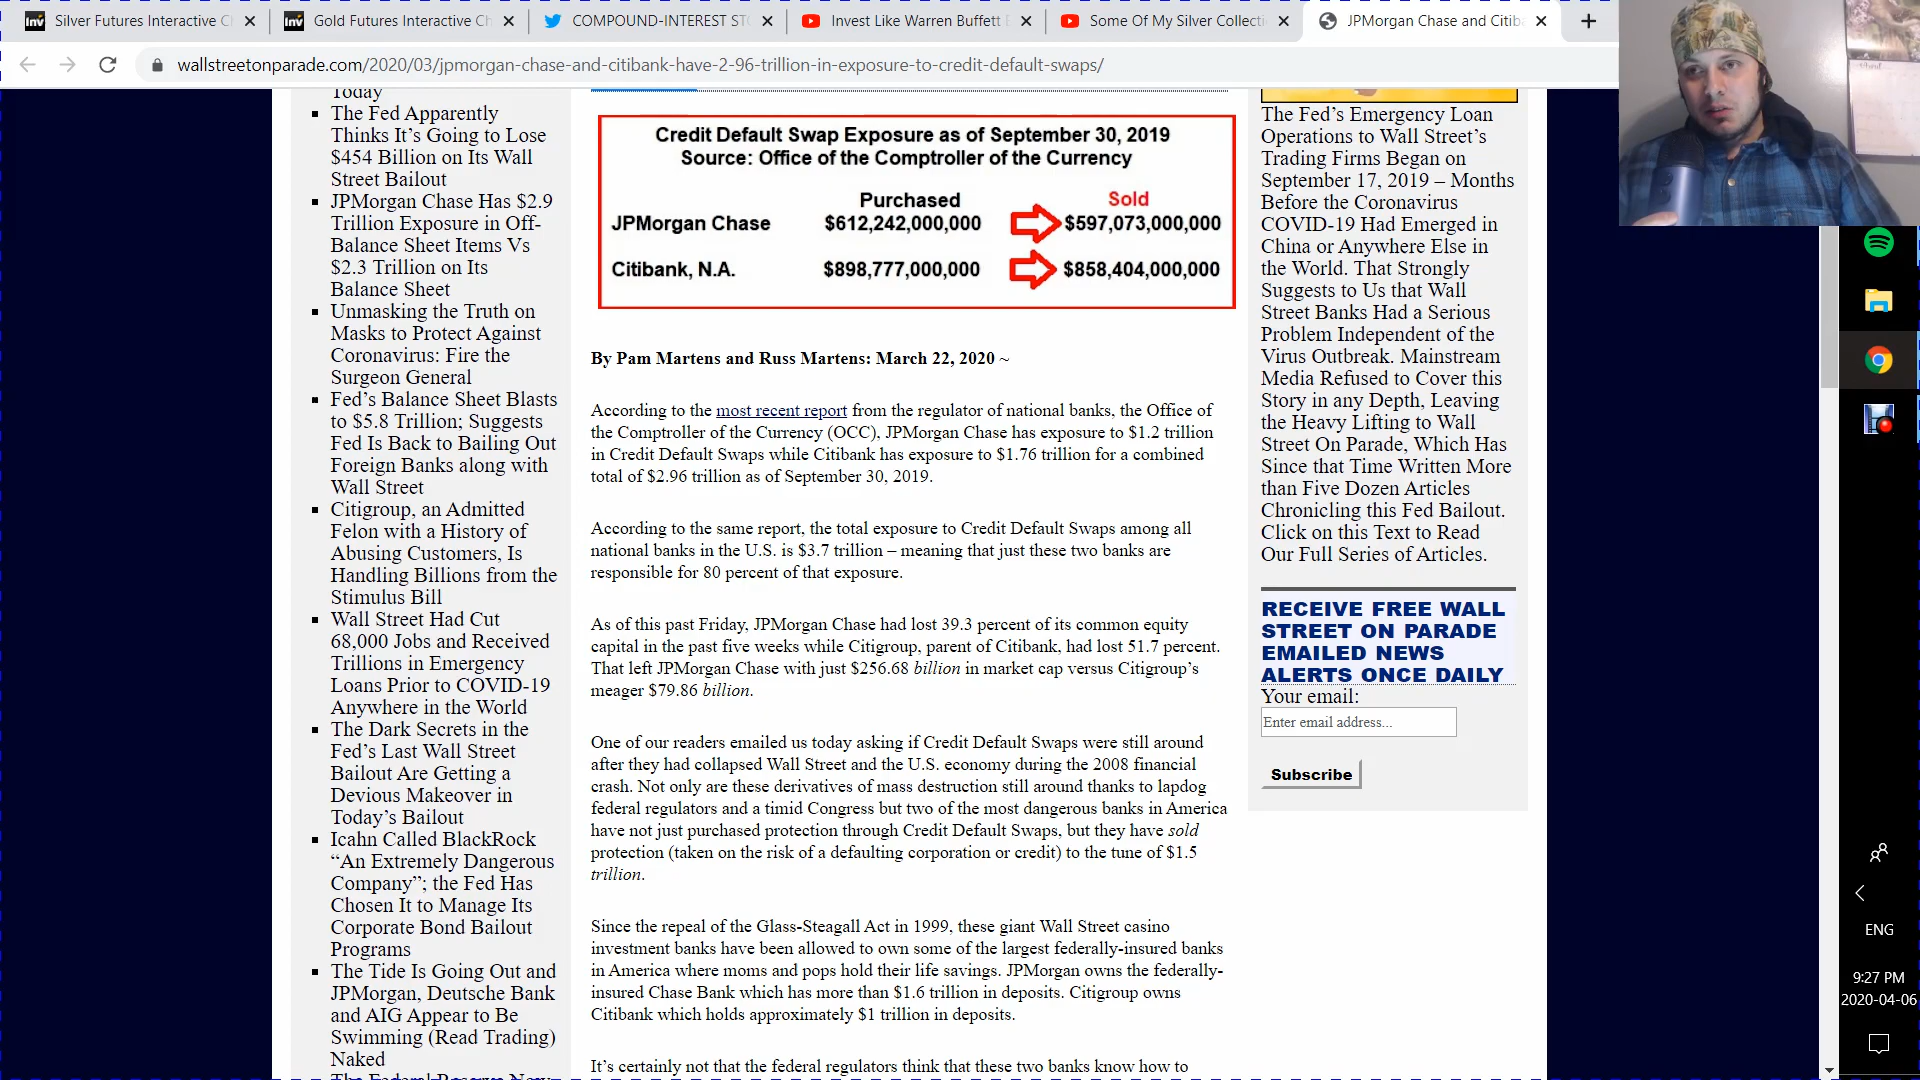 Silver Futures Interactive C
Gold Futures Interactive Ch
COMPOUND-INTEREST STO
Invest Like Warren Buffett
Some Of My Silver Collecti
JPMorgan Chase and Citib
wallstreetonparade.com/2020/03/jpmorgan-chase-and-citibank-have-2-96-trillion-in-exposure-to-credit-default-swaps/
Today
The Fed Apparently
Thinks It's Going to Lose
$454 Billion on Its Wall
Street Bailout
JPMorgan Chase Has $2.9
Trillion Exposure in Off-
Balance Sheet Items Vs
$2.3 Trillion on Its
Balance Sheet
Unmasking the Truth on
Masks to Protect Against
Coronavirus: Fire the
Surgeon General
Fed's Balance Sheet Blasts
to $5.8 Trillion; Suggests
Fed Is Back to Bailing Out
Foreign Banks along with
Wall Street
Citigroup, an Admitted
Felon with a History of
Abusing Customers, Is
Handling Billions from the
Stimulus Bill
Wall Street Had Cut
68,000 Jobs and Received
Trillions in Emergency
Loans Prior to COVID-19
Anywhere in the World
The Dark Secrets in the
Fed's Last Wall Street
Bailout Are Getting a
Devious Makeover in
Today's Bailout
Icahn Called BlackRock
“An Extremely Dangerous
Company”; the Fed Has
Chosen It to Manage Its
Corporate Bond Bailout
Programs
The Tide Is Going Out and
JPMorgan, Deutsche Bank
and AIG Appear to Be
Swimming (Read Trading)
Naked
The Federal Reserve Now
Credit Default Swap Exposure as of September 30, 2019
Source: Office of the Comptroller of the Currency
Purchased Sold
JPMorgan Chase $612,242,000,000 $597,073,000,000
Citibank, N.A. $898,777,000,000 $858,404,000,000
By Pam Martens and Russ Martens: March 22, 2020 ~
According to the most recent report from the regulator of national banks, the Office of
the Comptroller of the Currency (OCC), JPMorgan Chase has exposure to $1.2 trillion
in Credit Default Swaps while Citibank has exposure to $1.76 trillion for a combined
total of $2.96 trillion as of September 30, 2019.
According to the same report, the total exposure to Credit Default Swaps among all
national banks in the U.S. is $3.7 trillion – meaning that just these two banks are
responsible for 80 percent of that exposure.
As of this past Friday, JPMorgan Chase had lost 39.3 percent of its common equity
capital in the past five weeks while Citigroup, parent of Citibank, had lost 51.7 percent.
That left JPMorgan Chase with just $256.68 billion in market cap versus Citigroup's
meager $79.86 billion.
One of our readers emailed us today asking if Credit Default Swaps were still around
after they had collapsed Wall Street and the U.S. economy during the 2008 financial
crash. Not only are these derivatives of mass destruction still around thanks to lapdog
federal regulators and a timid Congress but two of the most dangerous banks in America
have not just purchased protection through Credit Default Swaps, but they have sold
protection (taken on the risk of a defaulting corporation or credit) to the tune of $1.5
trillion.
Since the repeal of the Glass-Steagall Act in 1999, these giant Wall Street casino
investment banks have been allowed to own some of the largest federally-insured banks
in America where moms and pops hold their life savings. JPMorgan owns the federally-
insured Chase Bank which has more than $1.6 trillion in deposits. Citigroup owns
Citibank which holds approximately $1 trillion in deposits.
It's certainly not that the federal regulators think that these two banks know how to
The Fed's Emergency Loan
Operations to Wall Street's
Trading Firms Began on
September 17, 2019 – Months
Before the Coronavirus
COVID-19 Had Emerged in
China or Anywhere Else in
the World. That Strongly
Suggests to Us that Wall
Street Banks Had a Serious
Problem Independent of the
Virus Outbreak. Mainstream
Media Refused to Cover this
Story in any Depth, Leaving
the Heavy Lifting to Wall
Street On Parade, Which Has
Since that Time Written More
than Five Dozen Articles
Chronicling this Fed Bailout.
Click on this Text to Read
Our Full Series of Articles.
RECEIVE FREE WALL
STREET ON PARADE
EMAILED NEWS
ALERTS ONCE DAILY
Your email:
Enter email address...
Subscribe
ENG
9:27 PM
2020-04-06